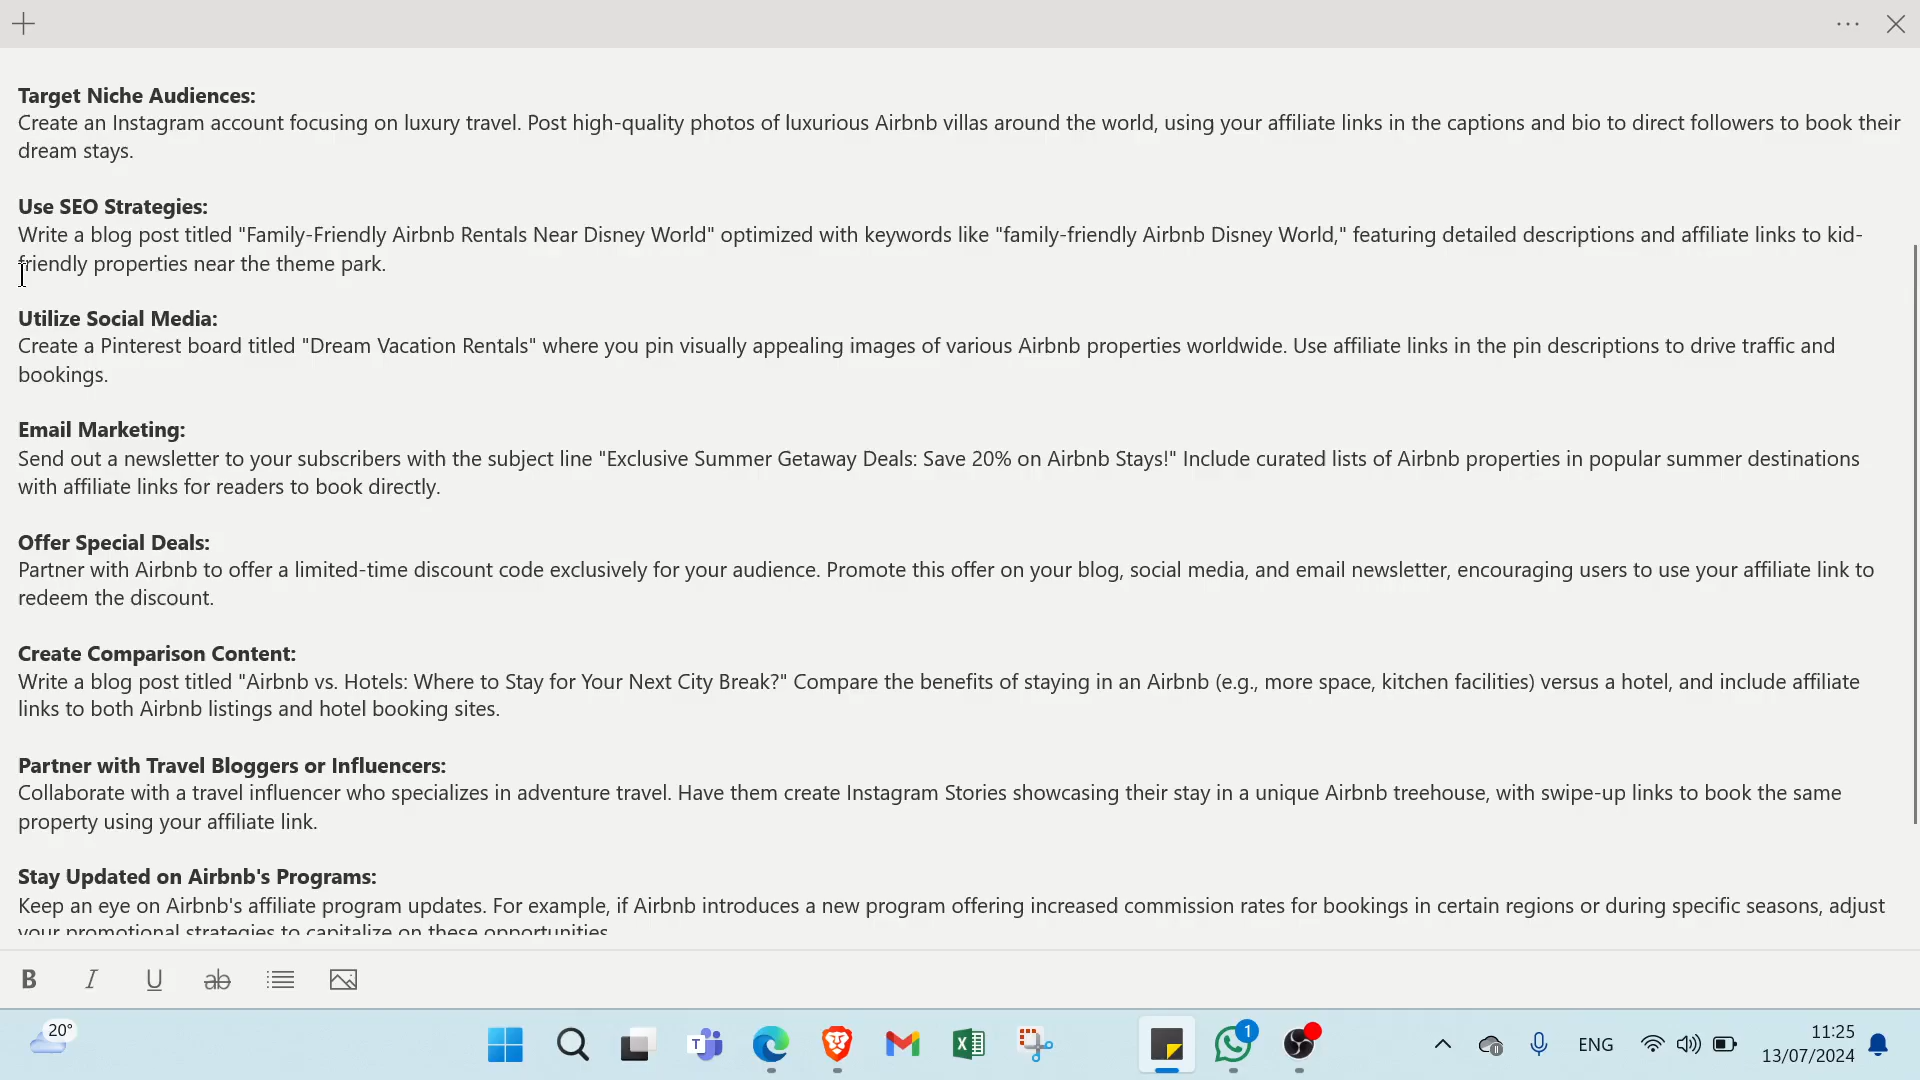 Target Niche Audiences:
Create an Instagram account focusing on luxury travel. Post high-quality photos of luxurious Airbnb villas around the world, using your affiliate links in the captions and bio to direct followers to book their
dream stays.
Use SEO Strategies:
Write a blog post titled "Family-Friendly Airbnb Rentals Near Disney World" optimized with keywords like "family-friendly Airbnb Disney World," featuring detailed descriptions and affiliate links to kid-
friendly properties near the theme park.
Utilize Social Media:
Create a Pinterest board titled "Dream Vacation Rentals" where you pin visually appealing images of various Airbnb properties worldwide. Use affiliate links in the pin descriptions to drive traffic and
bookings.
Email Marketing:
Send out a newsletter to your subscribers with the subject line "Exclusive Summer Getaway Deals: Save 20% on Airbnb Stays!" Include curated lists of Airbnb properties in popular summer destinations
with affiliate links for readers to book directly.
Offer Special Deals:
Partner with Airbnb to offer a limited-time discount code exclusively for your audience. Promote this offer on your blog, social media, and email newsletter, encouraging users to use your affiliate link to
redeem the discount.
Create Comparison Content:
Write a blog post titled "Airbnb vs. Hotels: Where to Stay for Your Next City Break?" Compare the benefits of staying in an Airbnb (e.g., more space, kitchen facilities) versus a hotel, and include affiliate
links to both Airbnb listings and hotel booking sites.
Partner with Travel Bloggers or Influencers:
Collaborate with a travel influencer who specializes in adventure travel. Have them create Instagram Stories showcasing their stay in a unique Airbnb treehouse, with swipe-up links to book the same
property using your affiliate link.
Stay Updated on Airbnb's Programs:
Keep an eye on Airbnb's affiliate program updates. For example, if Airbnb introduces a new program offering increased commission rates for bookings in certain regions or during specific seasons, adjust
your promotional strategies to capitalize on these opportunities
B I U ab
20°
T
1
ENG
11:25
13/07/2024